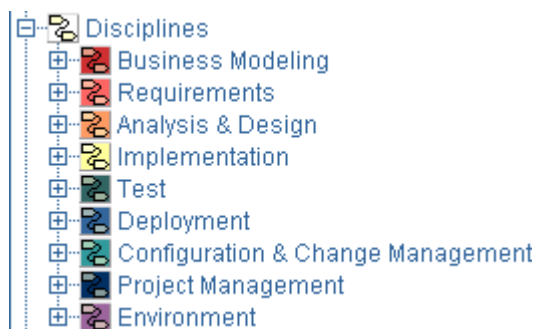 Disciplines
Business Modeling
Requirements
Analysis & Design
Implementation
Test
Deployment
Configuration & Change Management
Project Management
Environment